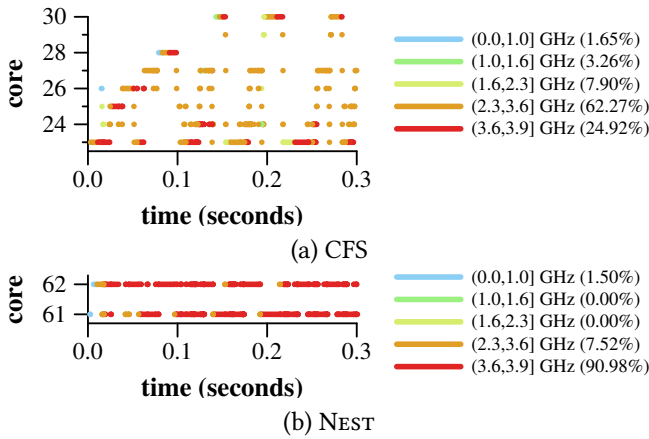 core
30
28
26
24
0.0 0.1 0.2 0.3
time (seconds)
(0.0,1.0] GHz (1.65%)
(1.0,1.6] GHz (3.26%)
(1.6,2.3] GHz (7.90%)
(2.3,3.6] GHz (62.27%)
(3.6,3.9] GHz (24.92%)
(a) CFS
core
62
61
0.0 0.1 0.2 0.3
time (seconds)
(0.0,1.0] GHz (1.50%)
(1.0,1.6] GHz (0.00%)
(1.6,2.3] GHz (0.00%)
(2.3,3.6] GHz (7.52%)
(3.6,3.9] GHz (90.98%)
(b) NEST